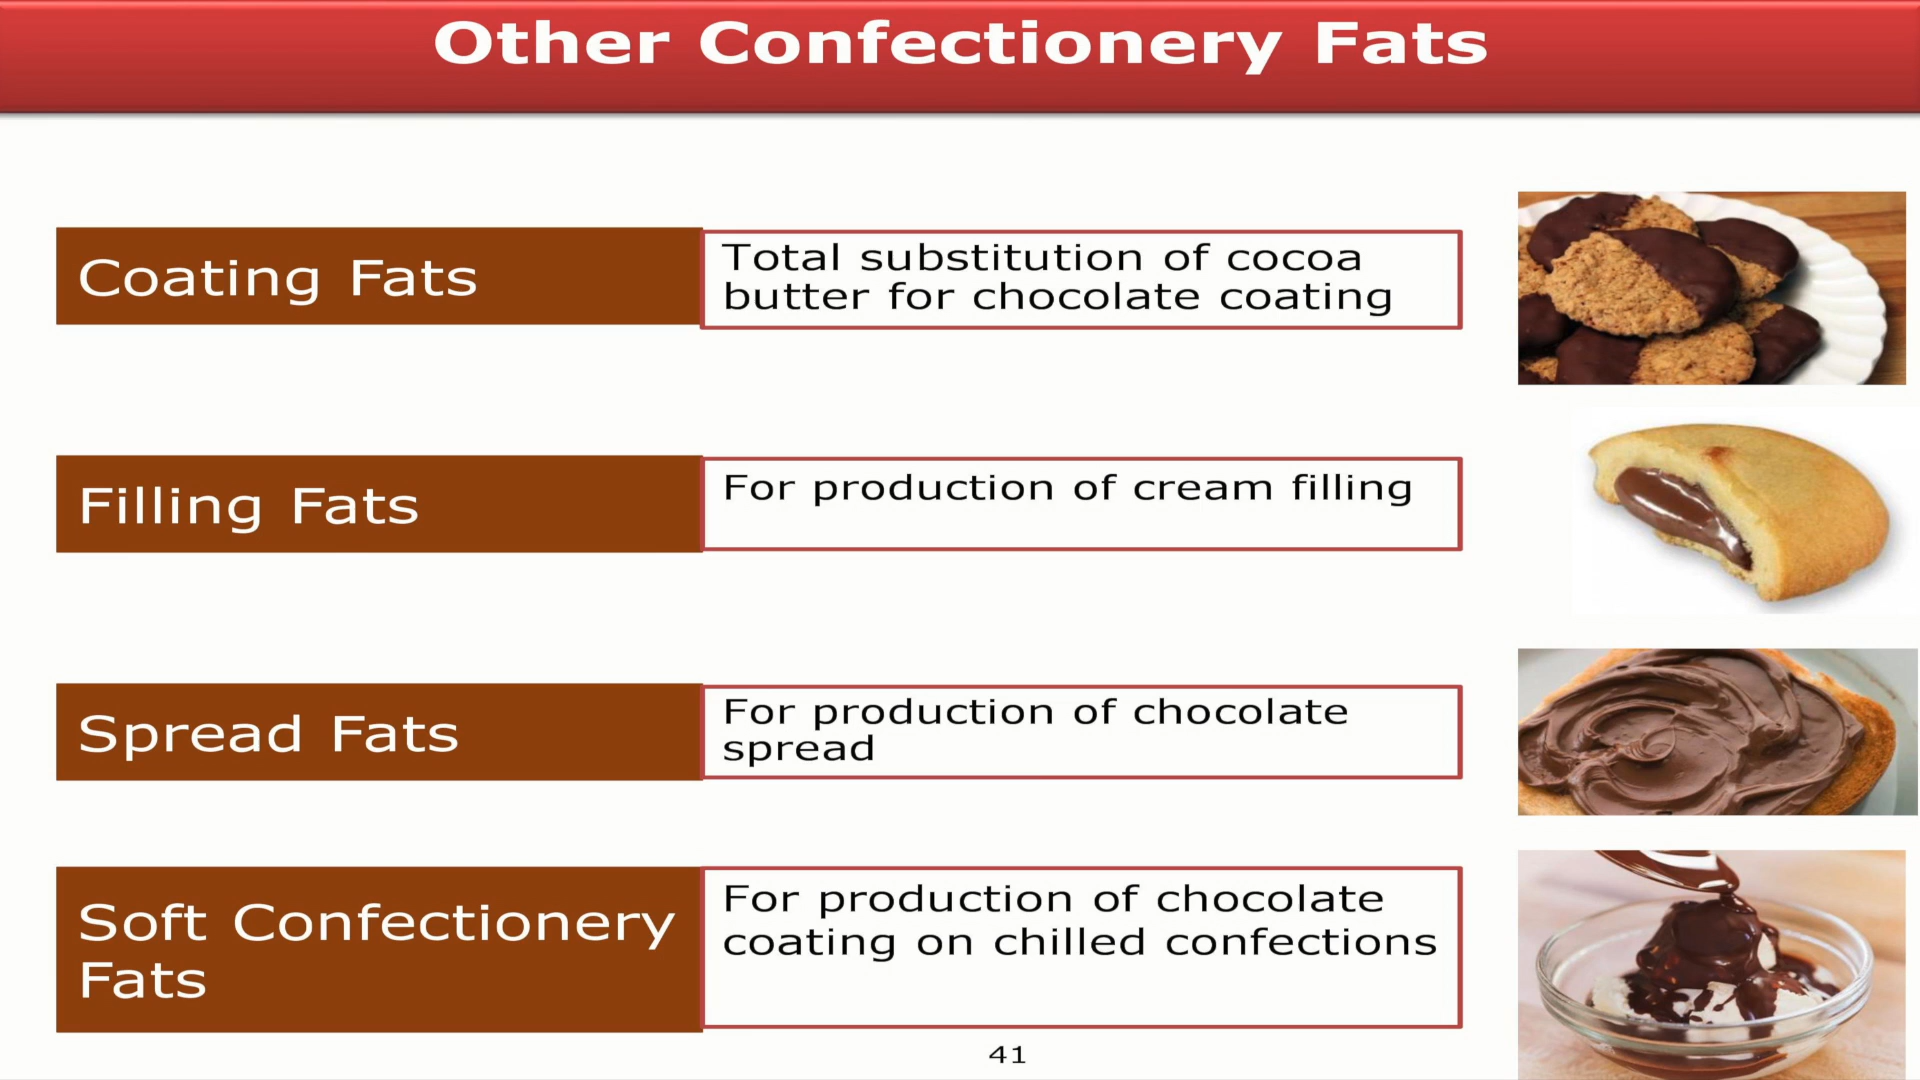 Other Confectionery Fats
Coating Fats
Total substitution of cocoa
butter for chocolate coating
Filling Fats
For production of cream filling
Spread Fats
For production of chocolate
spread
Soft Confectionery
Fats
For production of chocolate
coating on chilled confections
41